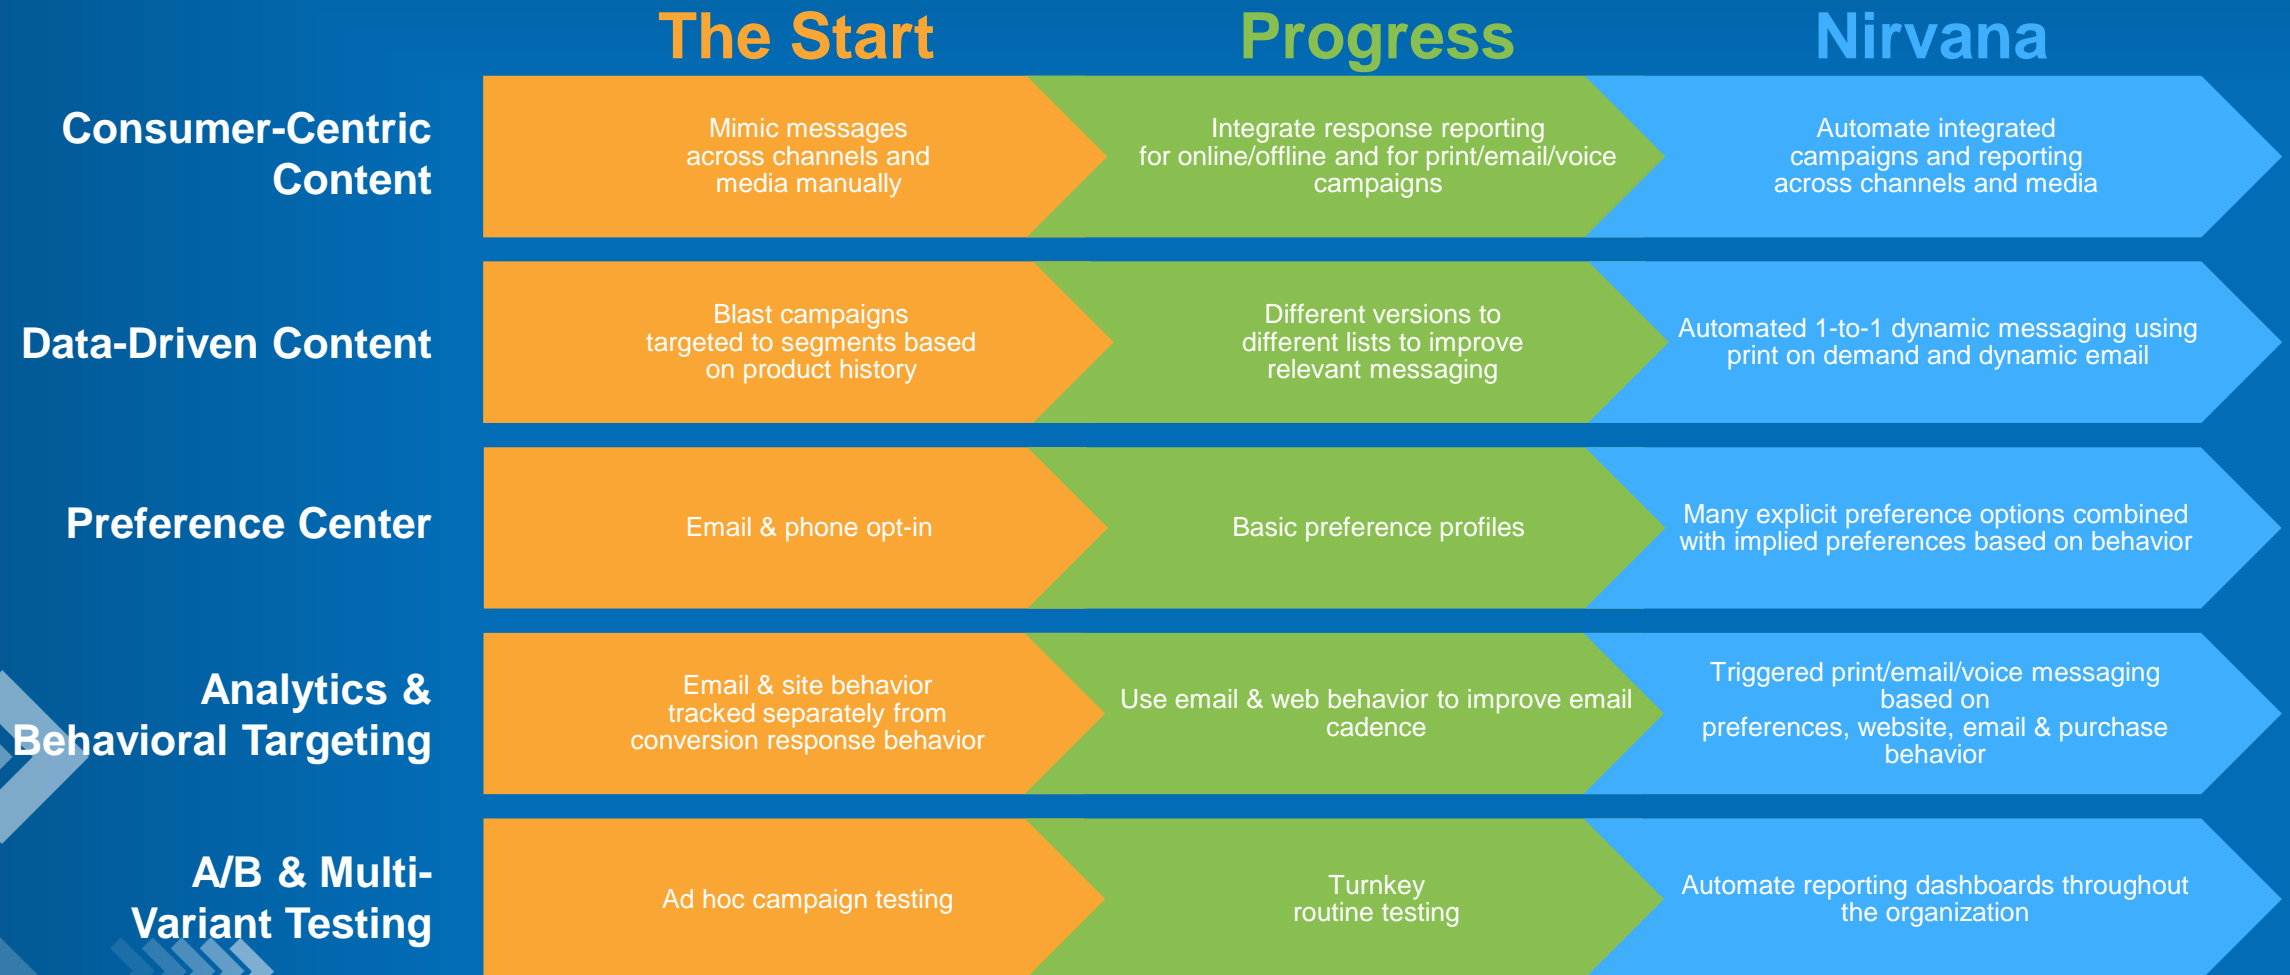 The Start
Progress
Nirvana
Consumer-Centric
Content
Mimic messages
across channels and
media manually
Integrate response reporting
for online/offline and for print/email/voice
campaigns
Automate integrated
campaigns and reporting
across channels and media
Data-Driven Content
Blast campaigns
targeted to segments based
on product history
Different versions to
different lists to improve
relevant messaging
Automated 1-to-1 dynamic messaging using
print on demand and dynamic email
Preference Center
Email & phone opt-in
Basic preference profiles
Many explicit preference options combined
with implied preferences based on behavior
Analytics &
Behavioral Targeting
Email & site behavior
tracked separately from
conversion response behavior
Use email & web behavior to improve email
cadence
Triggered print/email/voice messaging
based on
preferences, website, email & purchase
behavior
A/B & Multi-
Variant Testing
Ad hoc campaign testing
Turnkey
routine testing
Automate reporting dashboards throughout
the organization